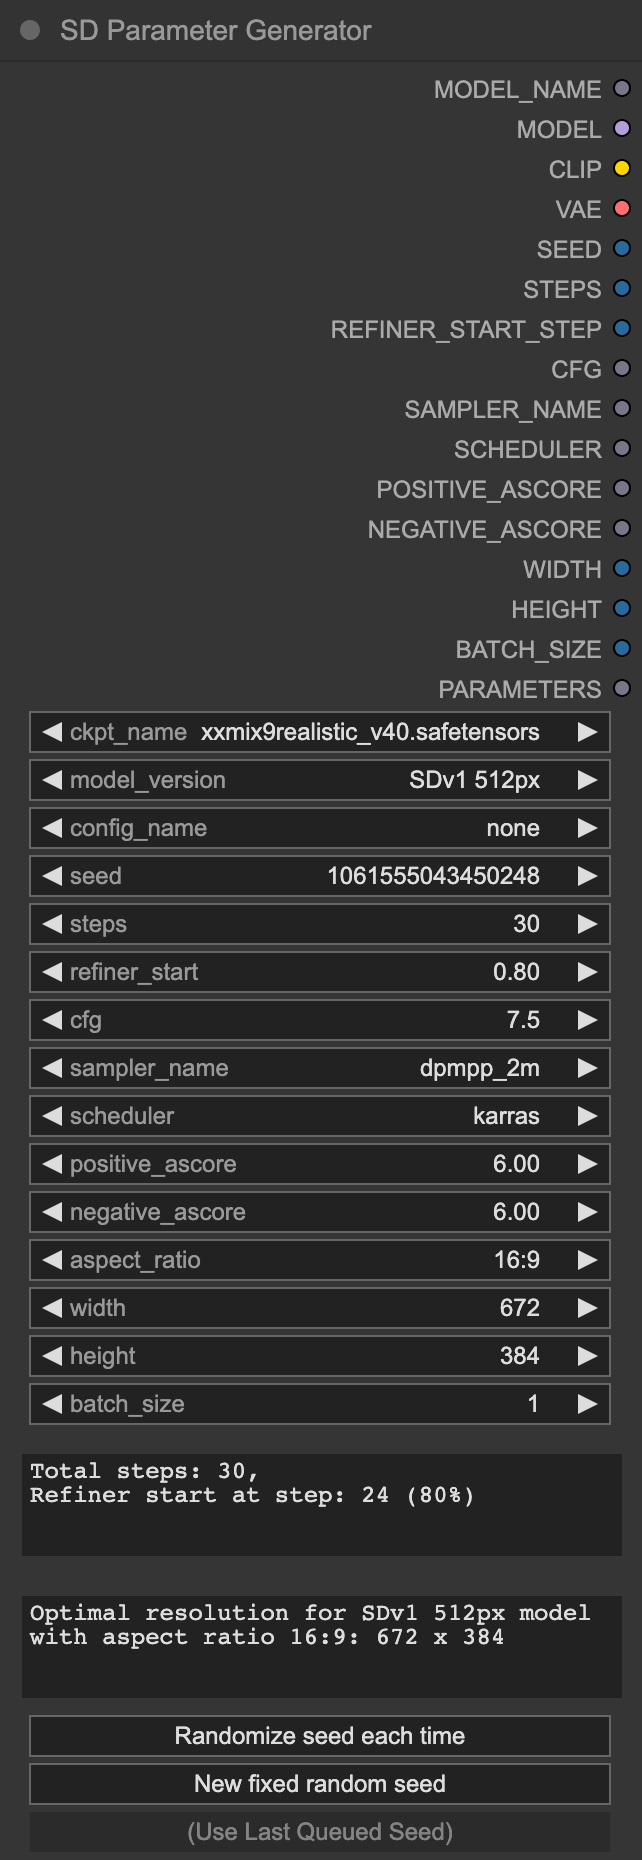 SD Parameter Generator
MODEL_NAME
MODEL
CLIP
VAE
SEED
STEPS
REFINER_START_STEP
CFG
SAMPLER_NAME
SCHEDULER
POSITIVE_ASCORE
NEGATIVE_ASCORE
WIDTH
HEIGHT
BATCH_SIZE
PARAMETERS
ckpt_name xxmix9realistic_v40.safetensors
model_version SDv1 512px
config_name none
seed 1061555043450248
steps 30
refiner_start 0.80
cfg 7.5
sampler_name dpmpp_2m
scheduler karras
positive_ascore 6.00
negative_ascore 6.00
aspect_ratio 16:9
width 672
height 384
batch_size 1
Total steps: 30,
Refiner start at step: 24 (80%)
Optimal resolution for SDv1 512px model
with aspect ratio 16:9: 672 x 384
Randomize seed each time
New fixed random seed
(Use Last Queued Seed)